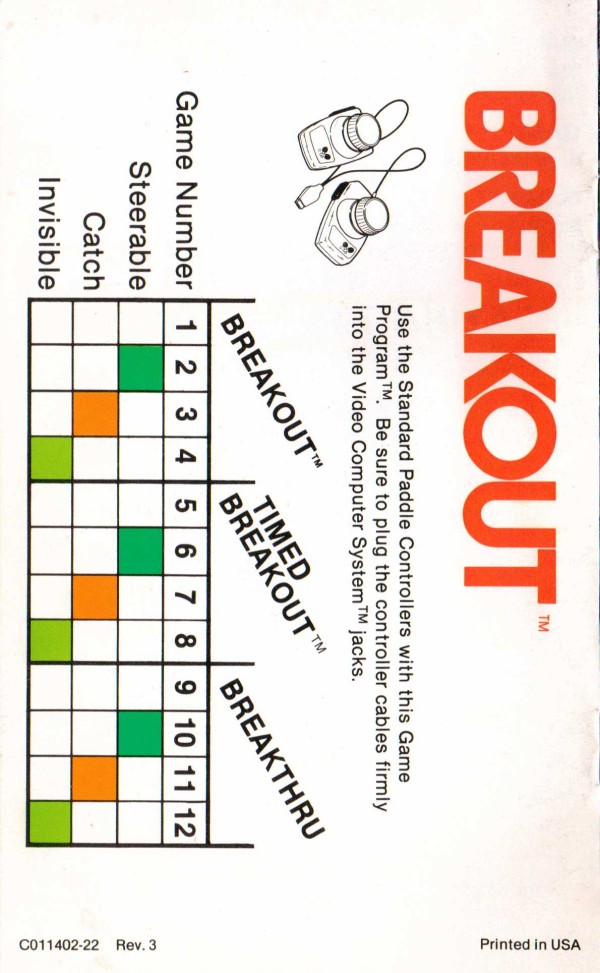 BREAKOUT™
Use the Standard Paddle Controllers with this Game
Program™. Be sure to plug the controller cables firmly
into the Video Computer System™ jacks.
BREAKOUT™
TIMED
BREAKOUT™
BREAKTHRU
Game Number 1 2 3 4 5 6 7 8 9 10 11 12
Steerable
Catch
Invisible
C011402-22 Rev. 3
Printed in USA